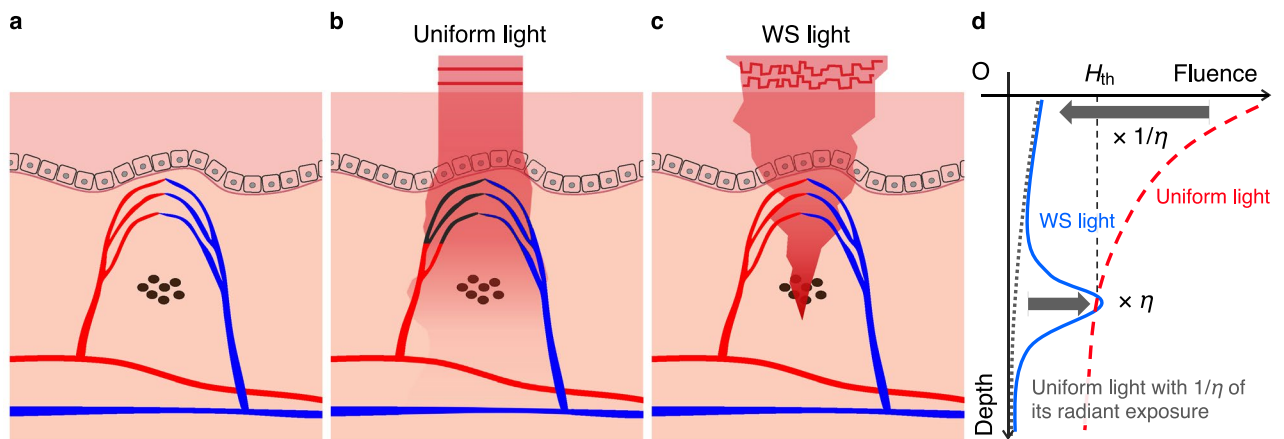 a
b
c
d
Uniform light
WS light
O
H_th
Fluence
× 1/η
Uniform light
WS light
× η
Uniform light with 1/η of
its radiant exposure
Depth